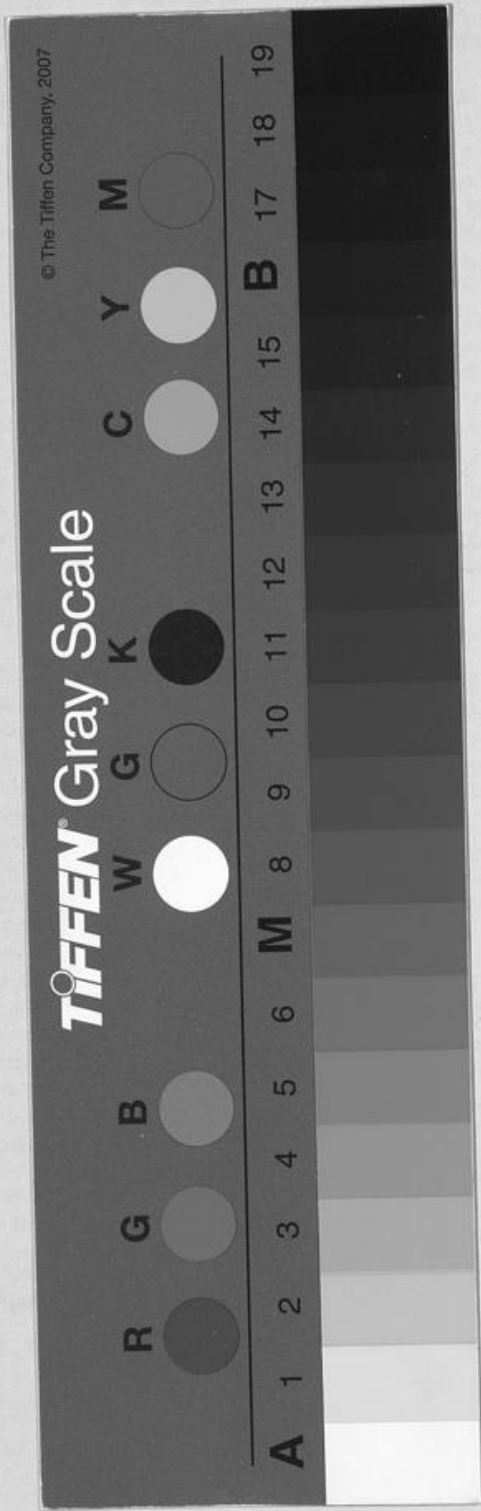 TIFFEN® Gray Scale
© The Tiffen Company, 2007
R G B W G K C Y M
A 1 2 3 4 5 6 M 8 9 10 11 12 13 14 15 B 17 18 19